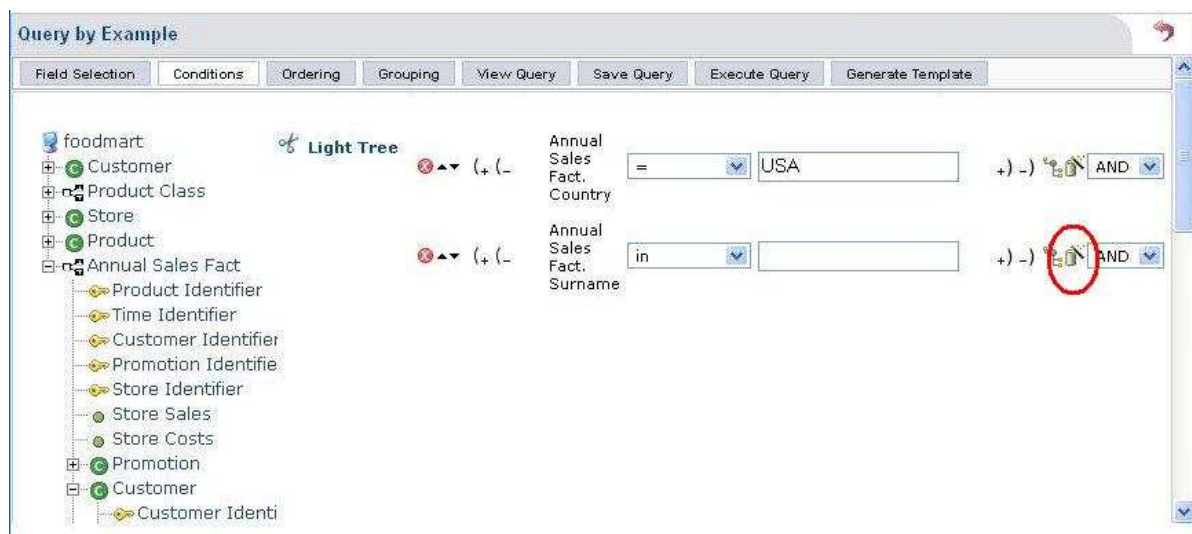 Query by Example
Field Selection Conditions Ordering Grouping View Query Save Query Execute Query Generate Template
foodmart
Customer
Product Class
Store
Product
Annual Sales Fact
Product Identifier
Time Identifier
Customer Identifier
Promotion Identifie
Store Identifier
Store Sales
Store Costs
Promotion
Customer
Customer Identi
Light Tree
(+ (-
Annual
Sales
Fact.
Country
= USA +) -) AND
(+ (-
Annual
Sales
Fact.
Surname
in +) -) AND